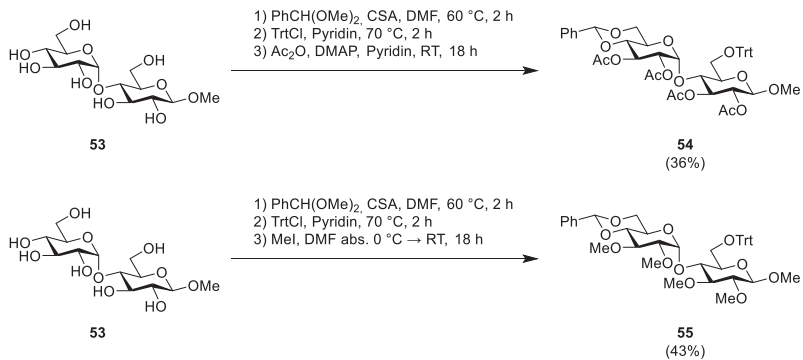 1) PhCH(OMe)2, CSA, DMF, 60 °C, 2 h
2) TrtCl, Pyridin, 70 °C, 2 h
3) Ac2O, DMAP, Pyridin, RT, 18 h
OH
HO
HO
HO
O
O
OH
O
HO
HO
OMe
53
Ph
O
O
O
AcO
AcO
O
OTrt
O
AcO
AcO
OMe
54
(36%)
1) PhCH(OMe)2, CSA, DMF, 60 °C, 2 h
2) TrtCl, Pyridin, 70 °C, 2 h
3) MeI, DMF abs. 0 °C → RT, 18 h
OH
HO
HO
HO
O
O
OH
O
HO
HO
OMe
53
Ph
O
O
O
MeO
MeO
O
OTrt
O
MeO
MeO
OMe
55
(43%)